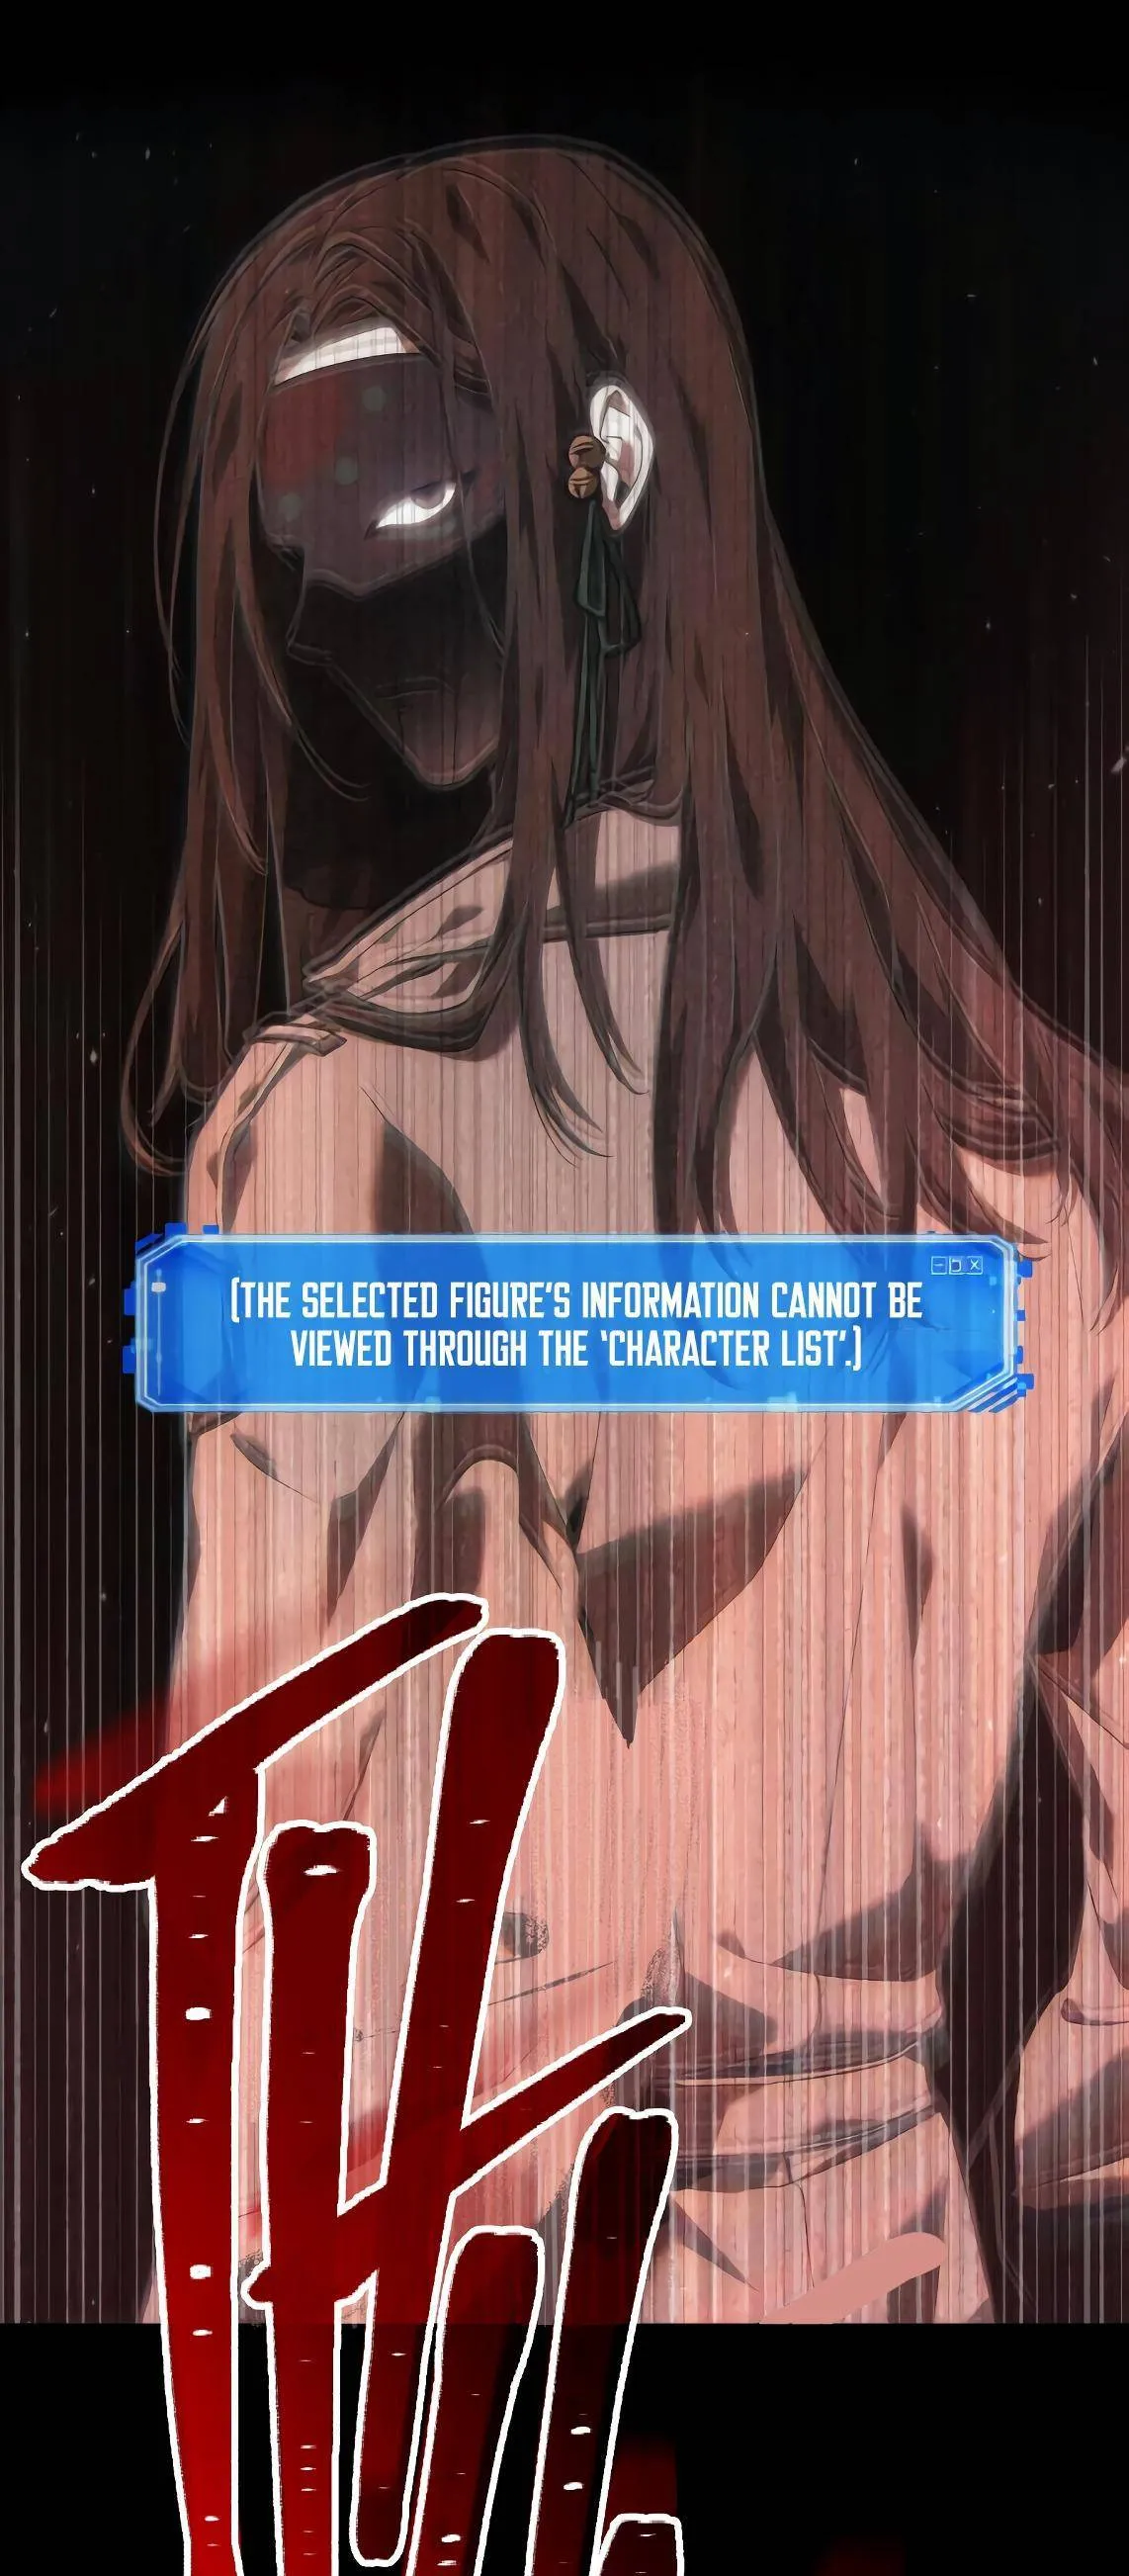 (THE SELECTED FIGURE'S INFORMATION CANNOT BE
VIEWED THROUGH THE 'CHARACTER LIST'.)